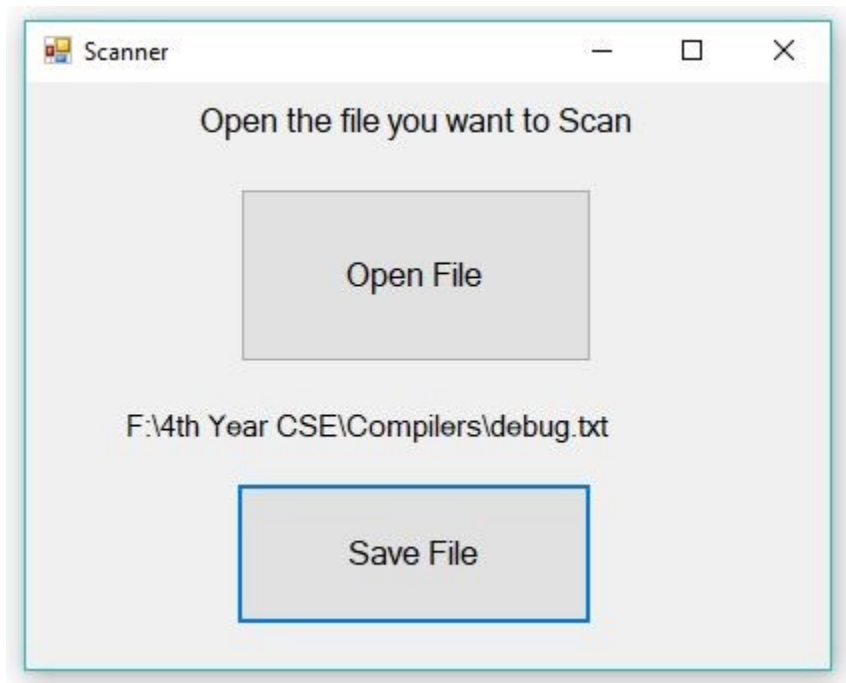 Scanner
Open the file you want to Scan
Open File
F:\4th Year CSE\Compilers\debug.txt
Save File